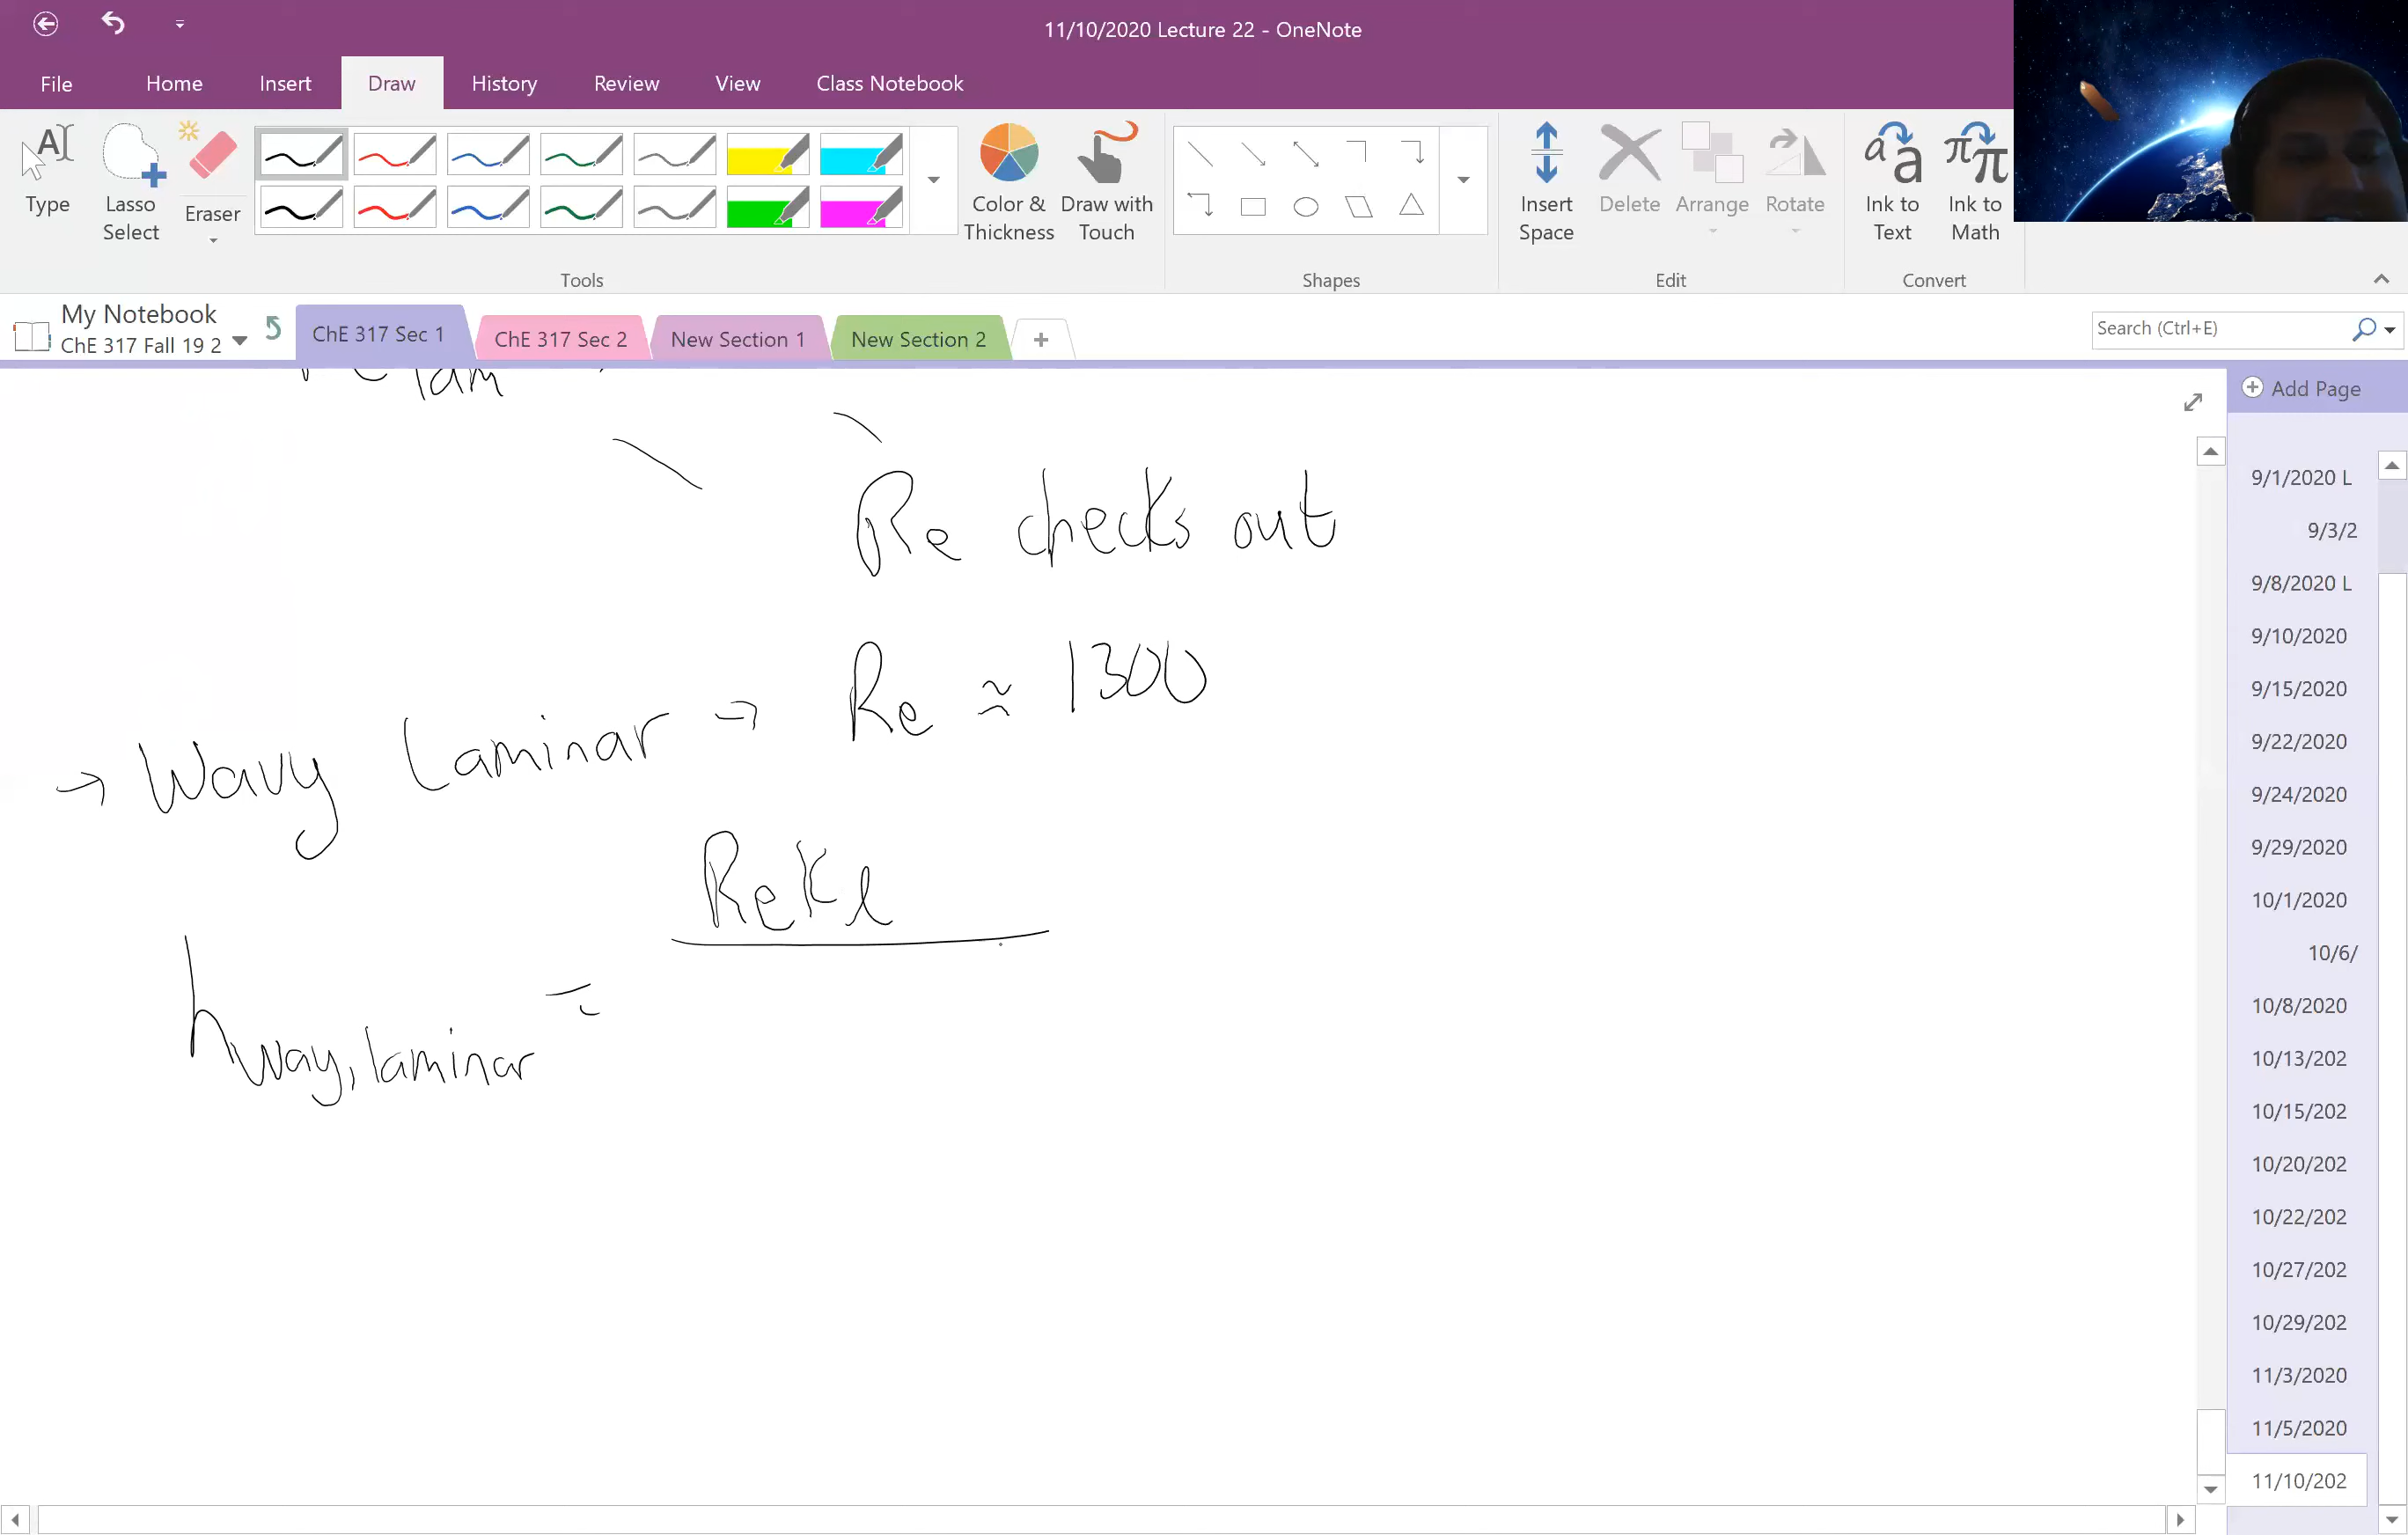 11/10/2020 Lecture 22 - OneNote
File Home Insert Draw History Review View Class Notebook
Type
Lasso Select
Eraser
Color & Thickness
Draw with Touch
Insert Space
Delete
Arrange
Rotate
Ink to Text
Ink to Math
Tools
Shapes
Edit
Convert
My Notebook
ChE 317 Fall 19 2
ChE 317 Sec 1
ChE 317 Sec 2
New Section 1
New Section 2
Search (Ctrl+E)
Add Page
9/1/2020 L
9/3/2
9/8/2020 L
9/10/2020
9/15/2020
9/22/2020
9/24/2020
9/29/2020
10/1/2020
10/6/
10/8/2020
10/13/202
10/15/202
10/20/202
10/22/202
10/27/202
10/29/202
11/3/2020
11/5/2020
11/10/202
Re checks out
→ Wavy laminar → Re ≈ 1300
Re K l
h way, laminar =